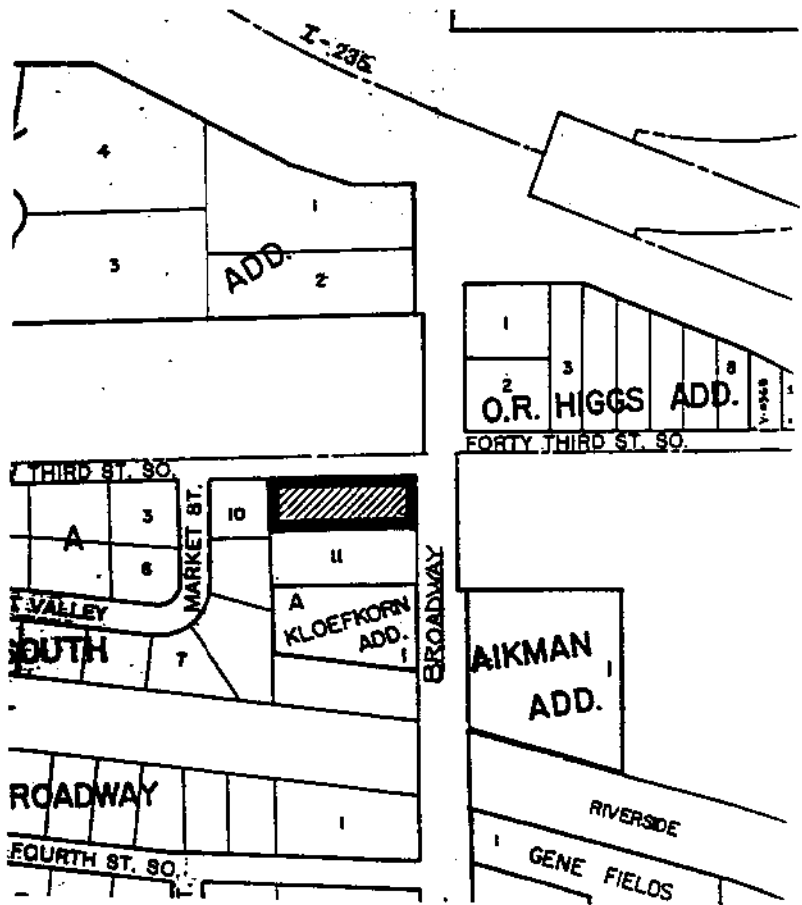 I-235
4
1
3
ADD.
2
1
2
3
8
O.R. HIGGS ADD.
FORTY THIRD ST. SO.
THIRD ST. SO.
MARKET ST.
3
10
A
6
11
VALLEY
A
KLOEFKORN
ADD.
1
BROADWAY
SOUTH
7
AIKMAN
1
ADD.
ROADWAY
1
RIVERSIDE
FOURTH ST. SO.
1
GENE FIELDS